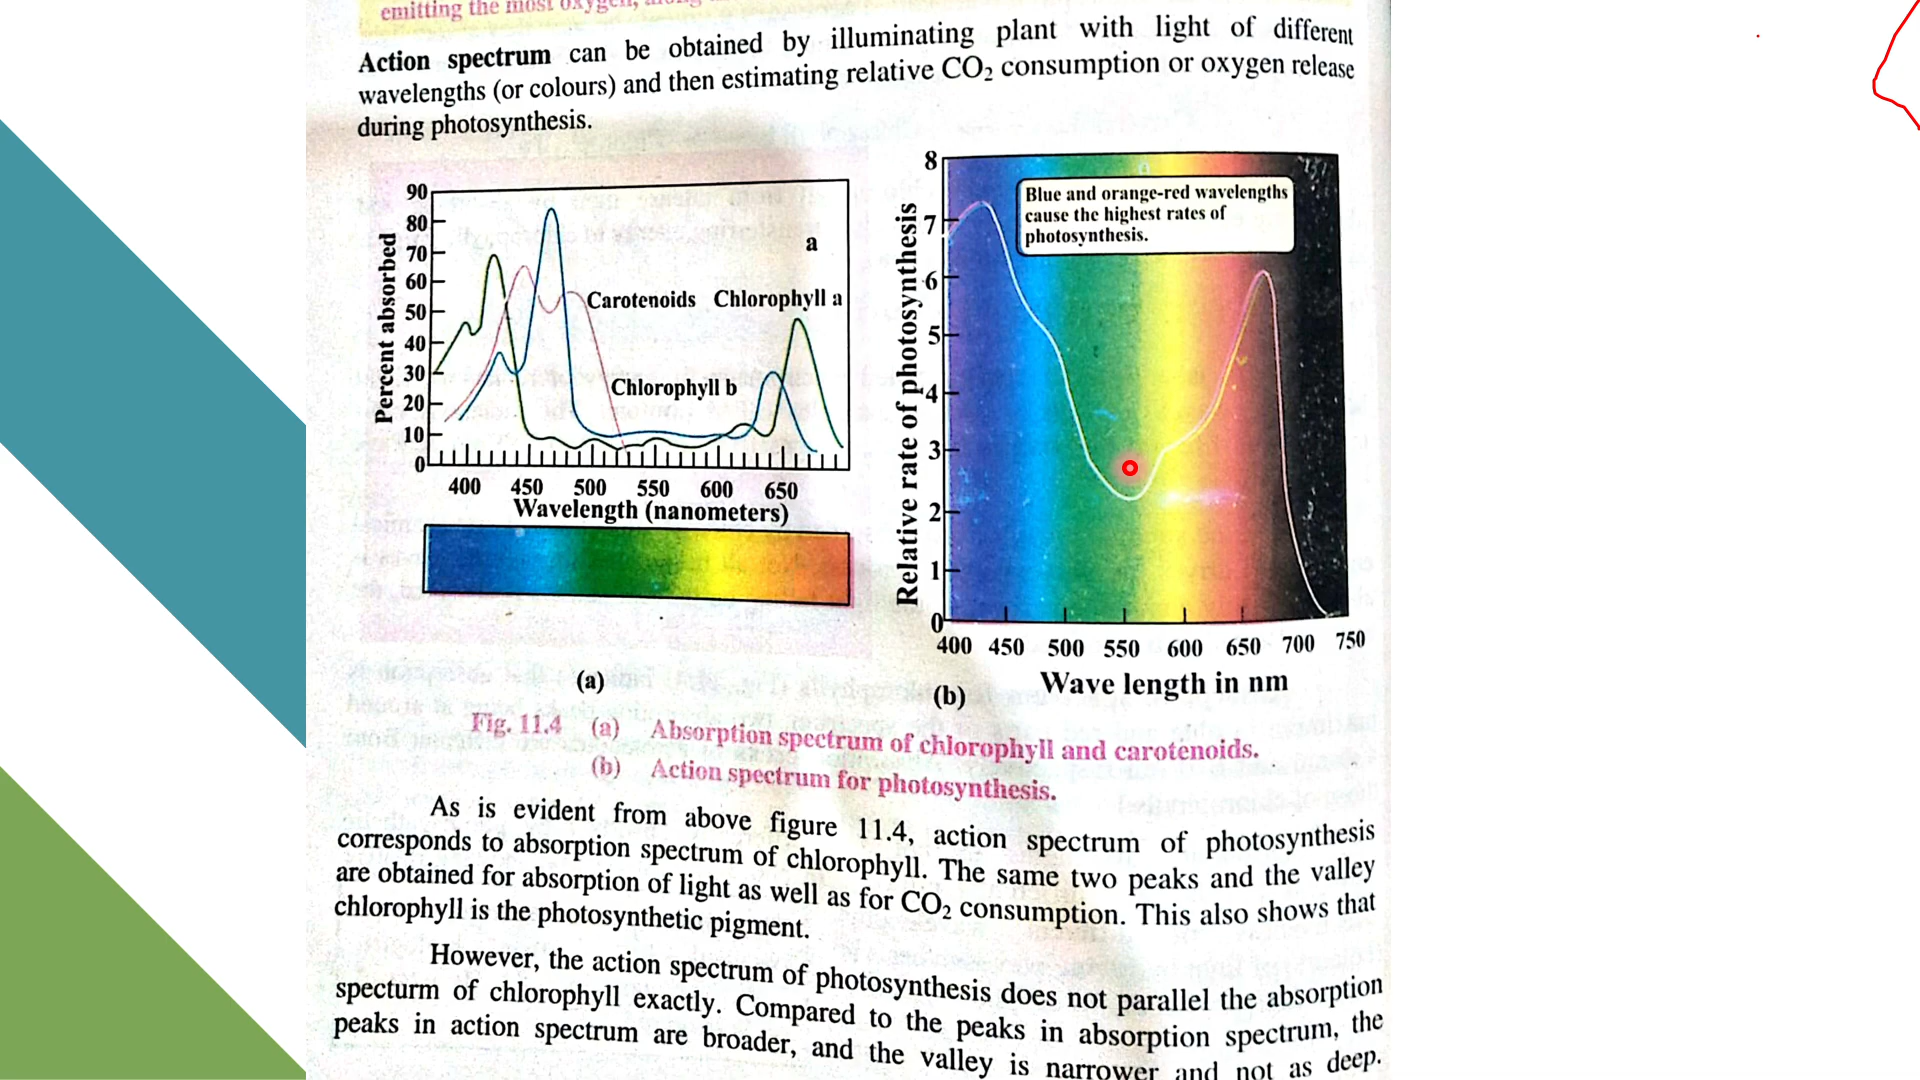 emitting the most oxygen,
Action spectrum can be obtained by illuminating plant with light of different
wavelengths (or colours) and then estimating relative CO₂ consumption or oxygen release
during photosynthesis.
90
80
70
60
50
40
30
20
10
0
Percent absorbed
a
Carotenoids Chlorophyll a
Chlorophyll b
400 450 500 550 600 650
Wavelength (nanometers)
(a)
8
7
6
5
4
3
2
1
0
Relative rate of photosynthesis
Blue and orange-red wavelengths
cause the highest rates of
photosynthesis.
400 450 500 550 600 650 700 750
Wave length in nm
(b)
Fig. 11.4 (a) Absorption spectrum of chlorophyll and carotenoids.
(b) Action spectrum for photosynthesis.
As is evident from above figure 11.4, action spectrum of photosynthesis
corresponds to absorption spectrum of chlorophyll. The same two peaks and the valley
are obtained for absorption of light as well as for CO₂ consumption. This also shows that
chlorophyll is the photosynthetic pigment.
However, the action spectrum of photosynthesis does not parallel the absorption
specturm of chlorophyll exactly. Compared to the peaks in absorption spectrum, the
peaks in action spectrum are broader, and the valley is narrower and not as deep.